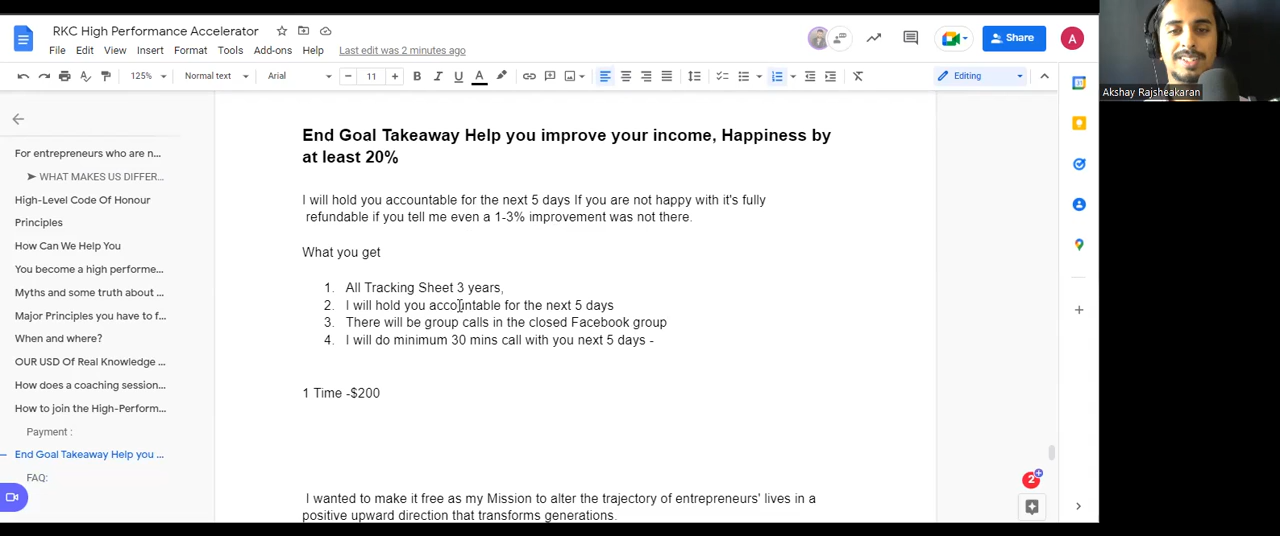 RKC High Performance Accelerator
File Edit View Insert Format Tools Add-ons Help Last edit was 2 minutes ago
Share
A
125% Normal text Arial 11 B I U A Editing
Akshay Rajsheakaran
For entrepreneurs who are n...
➤ WHAT MAKES US DIFFER...
High-Level Code Of Honour
Principles
How Can We Help You
You become a high performe...
Myths and some truth about ...
Major Principles you have to f...
When and where?
OUR USD Of Real Knowledge ...
How does a coaching session...
How to join the High-Perform...
Payment :
End Goal Takeaway Help you ...
FAQ:
End Goal Takeaway Help you improve your income, Happiness by
at least 20%
I will hold you accountable for the next 5 days If you are not happy with it's fully
refundable if you tell me even a 1-3% improvement was not there.
What you get
1. All Tracking Sheet 3 years,
2. I will hold you accountable for the next 5 days
3. There will be group calls in the closed Facebook group
4. I will do minimum 30 mins call with you next 5 days -
1 Time -$200
I wanted to make it free as my Mission to alter the trajectory of entrepreneurs' lives in a
positive upward direction that transforms generations.
2